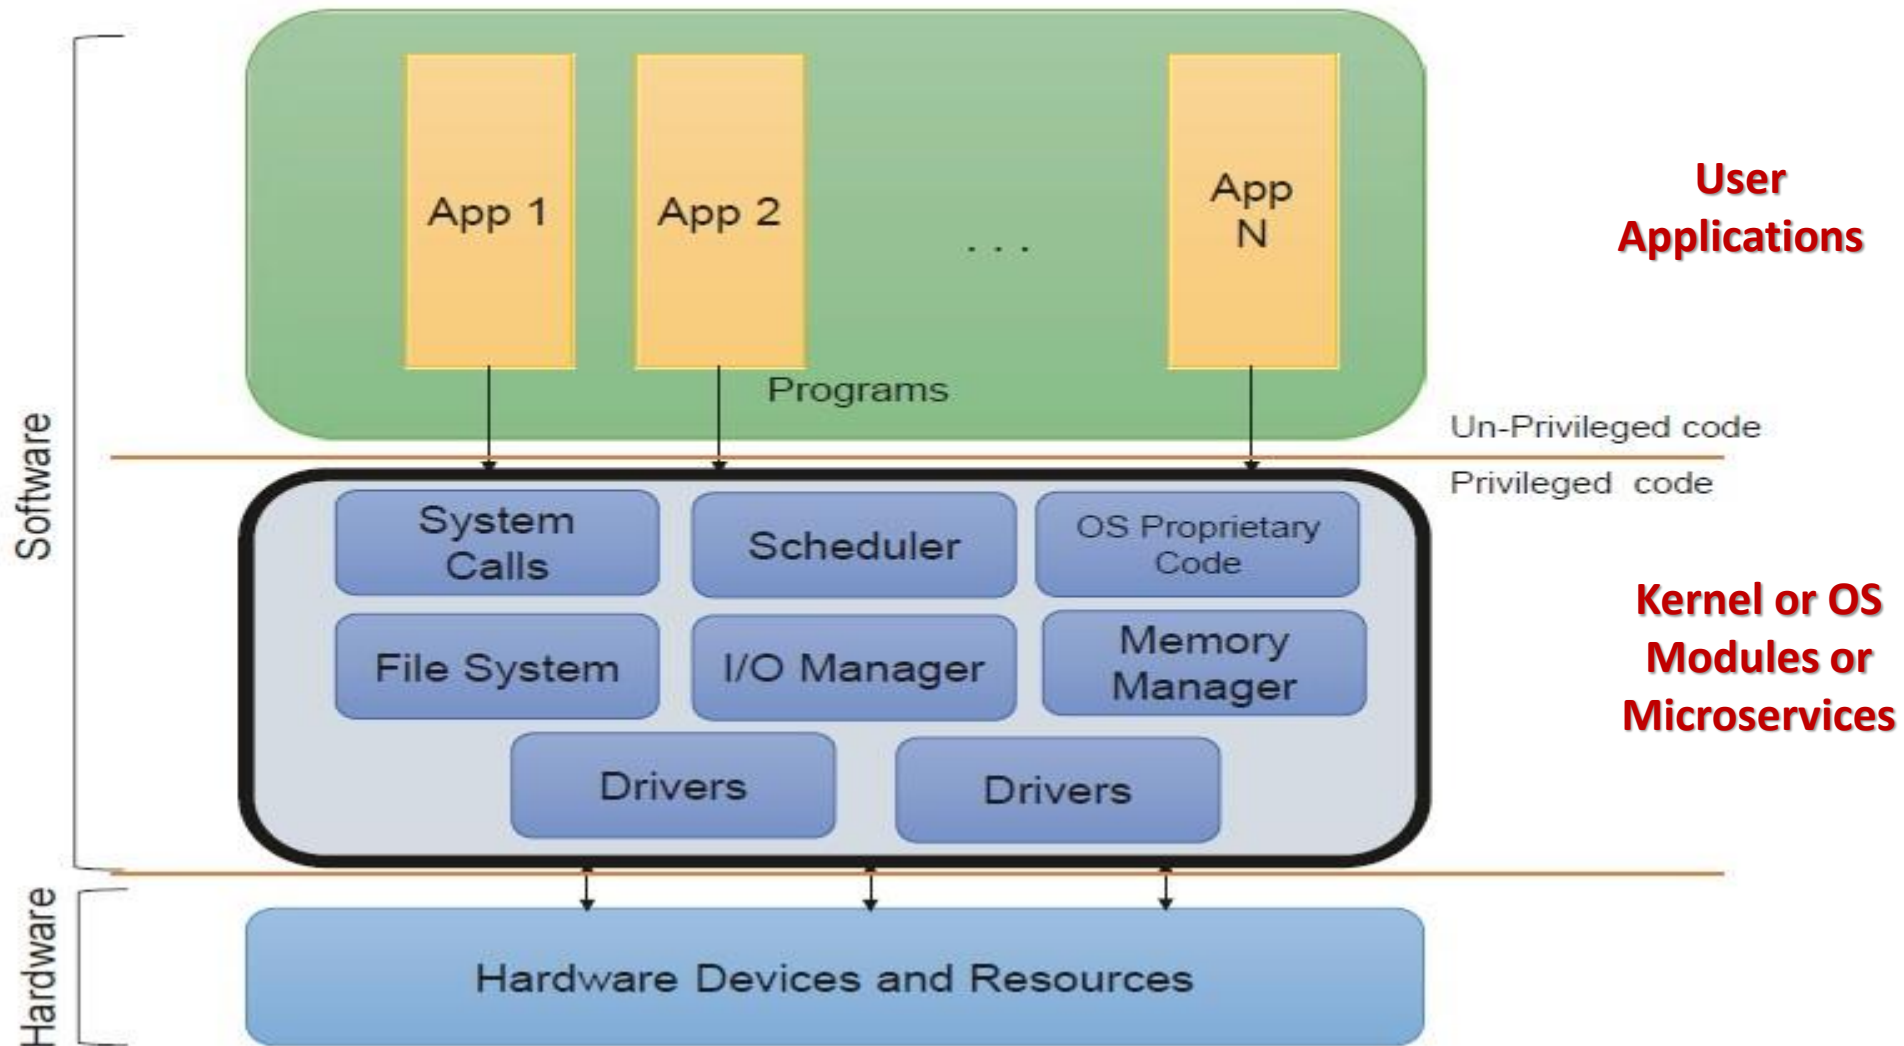 Software
App 1
App 2
. . .
App
N
Programs
User
Applications
Un-Privileged code
Privileged code
System
Calls
Scheduler
OS Proprietary
Code
File System
I/O Manager
Memory
Manager
Drivers
Drivers
Kernel or OS
Modules or
Microservices
Hardware
Hardware Devices and Resources